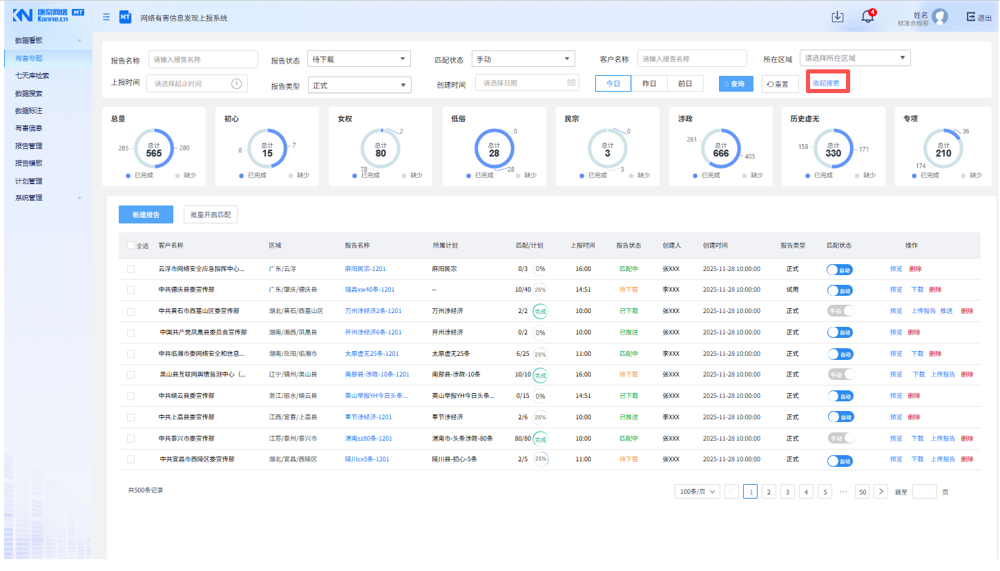 康奈网络 MT
Konne.cn
MT 网络有害信息发现上报系统
4
姓名
标准合规部
退出
数据看板
有害专题
七天库检索
数据搜索
数据标注
有害信息
报告管理
报告模板
计划管理
系统管理
报告名称 请输入报告名称 报告状态 待下载 匹配状态 手动 客户名称 请输入报告名称 所在区域 请选择所在区域
上报时间 请选择起止时间 报告类型 正式 创建时间 请选择日期 今日 昨日 前日 查询 重置 收起搜索
总量
285 总计 565 280
已完成 缺少
初心
8 总计 15 7
已完成 缺少
女权
2 总计 80 78
已完成 缺少
低俗
0 总计 28 28
已完成 缺少
民宗
0 总计 3 3
已完成 缺少
涉政
261 总计 666 405
已完成 缺少
历史虚无
159 总计 330 171
已完成 缺少
专项
36 总计 210 174
已完成 缺少
新建报告 批量开启匹配
全选 客户名称 区域 报告名称 所属计划 匹配/计划 上报时间 报告状态 创建人 创建时间 报告类型 匹配状态 操作
云浮市网络安全应急指挥中心... 广东/云浮 麻阳民宗-1201 麻阳民宗 0/3 0% 16:00 匹配中 张XXX 2025-11-28 10:00:00 正式 自动 预览 删除
中共德庆县委宣传部 广东/肇庆/德庆县 瑞昌xw40条-1201 -- 10/40 25% 14:51 待下载 李XXX 2025-11-28 10:00:00 试用 自动 预览 下载 删除
中共黄石市西塞山区委宣传部 湖北/黄石/西塞山区 万州涉经济2条-1201 万州涉经济 2/2 完成 10:00 已下载 张XXX 2025-11-28 10:00:00 正式 手动 预览 上传报告 推送 删除
中国共产党凤凰县委员会宣传部 湖南/湘西/凤凰县 开州涉经济6条-1201 开州涉经济 0/2 0% 10:00 已推送 张XXX 2025-11-28 10:00:00 正式 自动 预览 删除
中共临湘市委网络安全和信息... 湖南/岳阳/临湘市 太原虚无25条-1201 太原虚无25条 6/25 25% 11:00 匹配中 张XXX 2025-11-28 10:00:00 正式 自动 预览 下载 删除
黑山县互联网舆情监测中心（... 辽宁/锦州/黑山县 南部县-涉政-10条-1201 南部县-涉政-10条 10/10 完成 16:00 待下载 张XXX 2025-11-28 10:00:00 正式 手动 预览 下载 上传报告 删除
中共缙云县委宣传部 浙江/丽水/缙云县 英山举报YH今日头条... 英山举报YH今日头条... 0/15 0% 14:51 已下载 张XXX 2025-11-28 10:00:00 正式 自动 预览 删除
中共上高县委宣传部 江西/宜春/上高县 奉节涉经济-1201 奉节涉经济 2/6 25% 10:00 已推送 李XXX 2025-11-28 10:00:00 正式 自动 预览 删除
中共泰兴市委宣传部 江苏/泰州/泰兴市 渭南sz80条-1201 渭南市-头条涉政-80条 80/80 完成 10:00 匹配中 张XXX 2025-11-28 10:00:00 正式 手动 预览 下载 上传报告 删除
中共宜昌市西陵区委宣传部 湖北/宜昌/西陵区 陵川cx5条-1201 陵川县-初心-5条 2/5 25% 11:00 待下载 张XXX 2025-11-28 10:00:00 正式 自动 预览 下载 上传报告 删除
共500条记录 100条/页 1 2 3 4 5 ··· 50 跳至 页